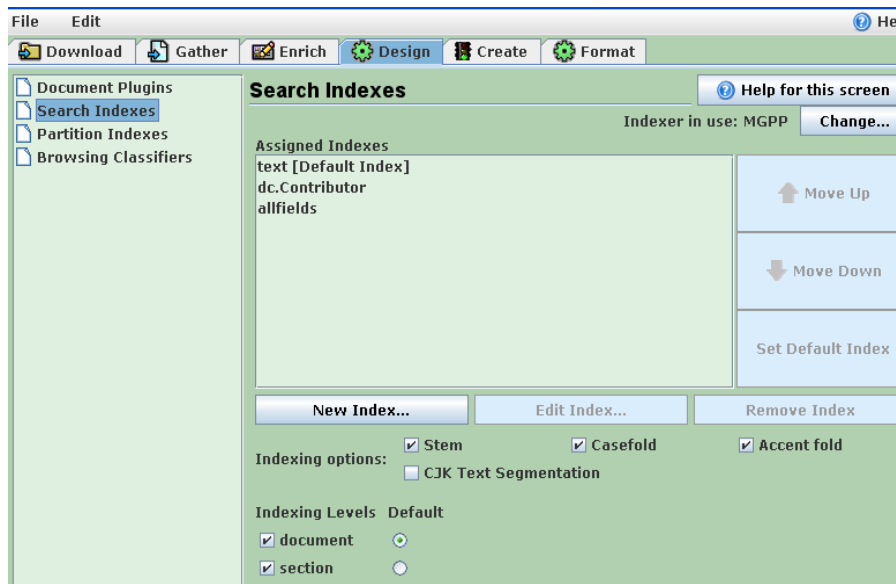 File Edit He
Download Gather Enrich Design Create Format
Document Plugins
Search Indexes
Partition Indexes
Browsing Classifiers
Search Indexes Help for this screen
Indexer in use: MGPP Change...
Assigned Indexes
text [Default Index]
dc.Contributor
allfields
Move Up
Move Down
Set Default Index
New Index... Edit Index... Remove Index
Indexing options: Stem Casefold Accent fold
CJK Text Segmentation
Indexing Levels Default
document
section